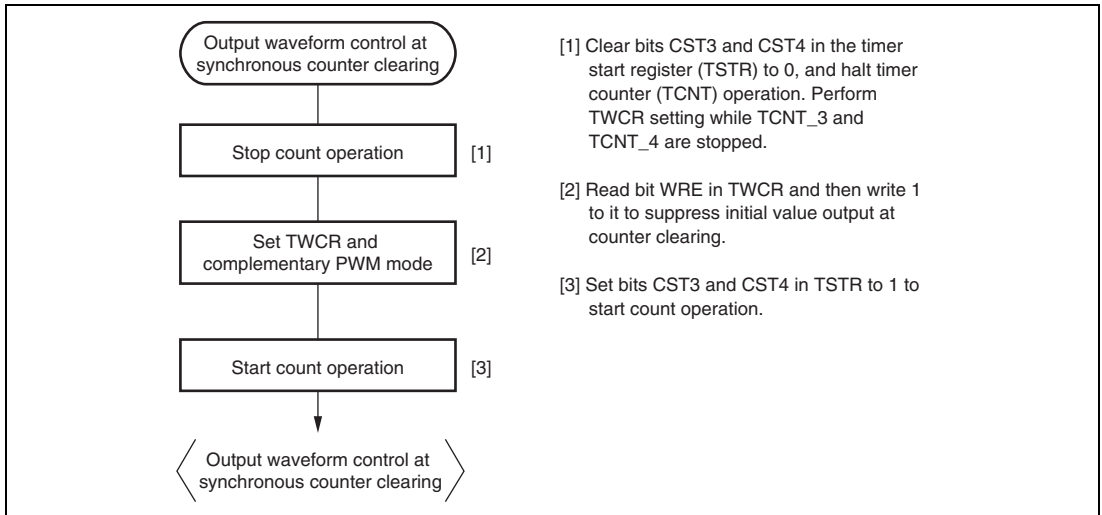 Output waveform control at
synchronous counter clearing
Stop count operation
[1]
Set TWCR and
complementary PWM mode
[2]
Start count operation
[3]
Output waveform control at
synchronous counter clearing
[1] Clear bits CST3 and CST4 in the timer
start register (TSTR) to 0, and halt timer
counter (TCNT) operation. Perform
TWCR setting while TCNT_3 and
TCNT_4 are stopped.
[2] Read bit WRE in TWCR and then write 1
to it to suppress initial value output at
counter clearing.
[3] Set bits CST3 and CST4 in TSTR to 1 to
start count operation.